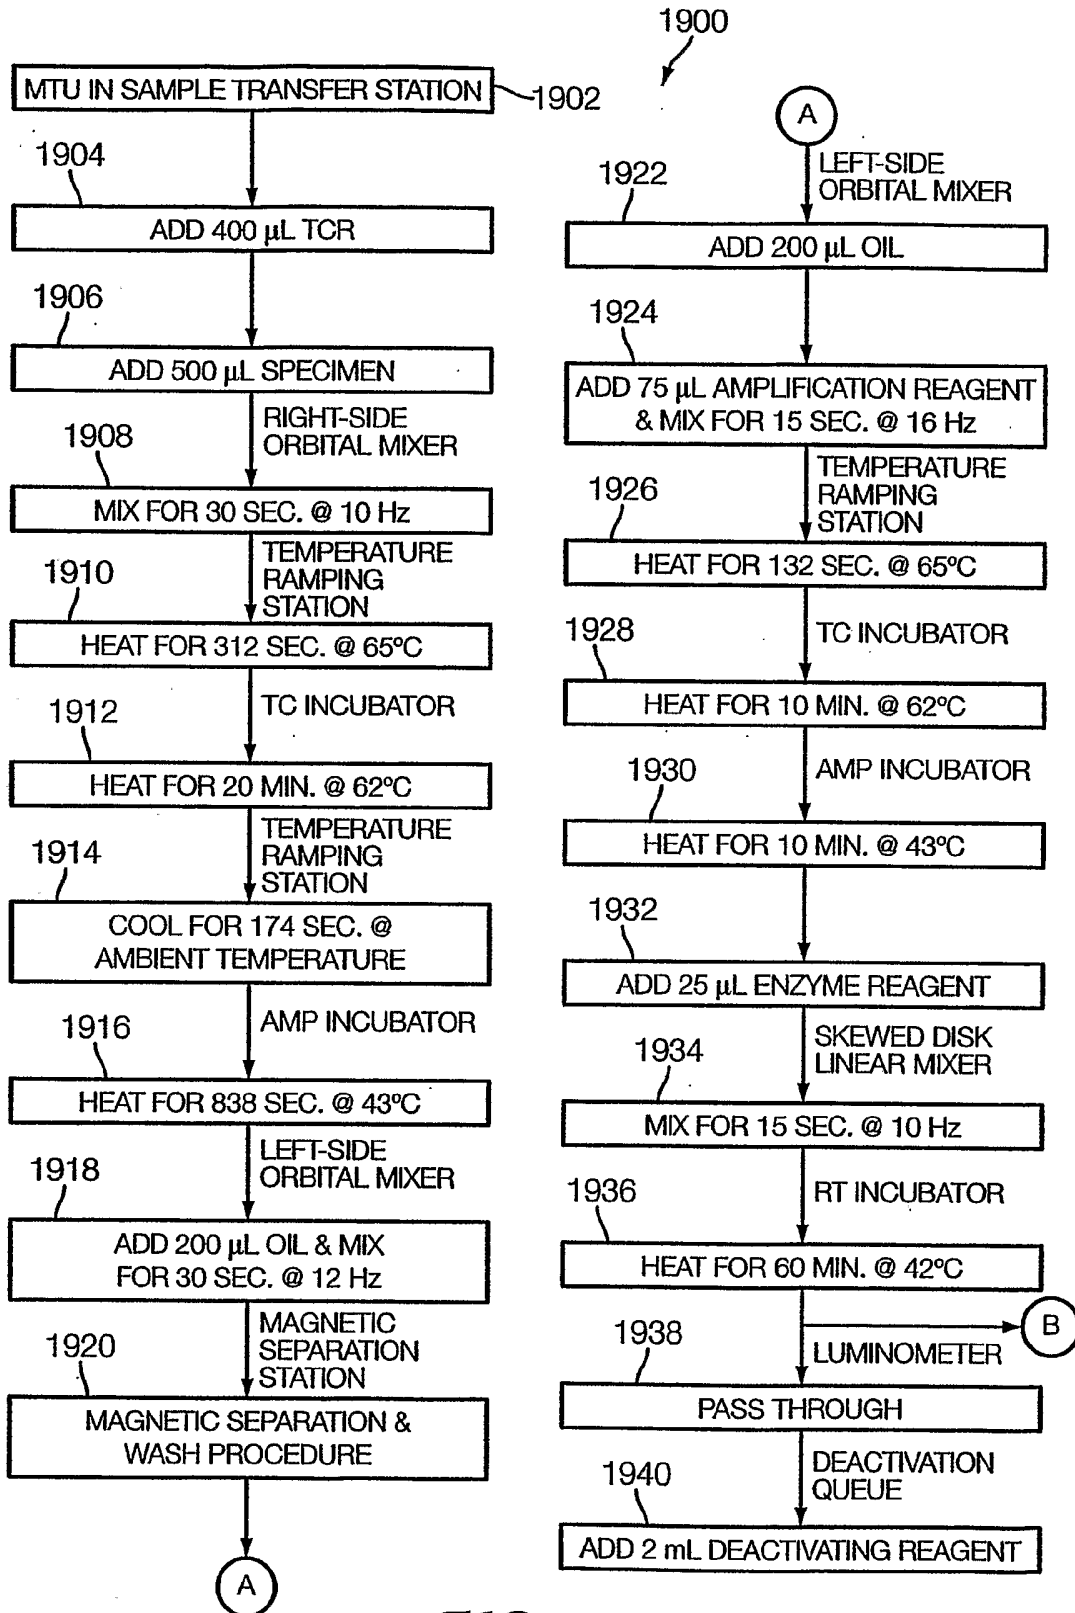 1900
MTU IN SAMPLE TRANSFER STATION
1902
1904
ADD 400 µL TCR
1906
ADD 500 µL SPECIMEN
RIGHT-SIDE
ORBITAL MIXER
1908
MIX FOR 30 SEC. @ 10 Hz
TEMPERATURE
RAMPING
STATION
1910
HEAT FOR 312 SEC. @ 65ºC
TC INCUBATOR
1912
HEAT FOR 20 MIN. @ 62ºC
TEMPERATURE
RAMPING
STATION
1914
COOL FOR 174 SEC. @
AMBIENT TEMPERATURE
AMP INCUBATOR
1916
HEAT FOR 838 SEC. @ 43ºC
LEFT-SIDE
ORBITAL MIXER
1918
ADD 200 µL OIL & MIX
FOR 30 SEC. @ 12 Hz
MAGNETIC
SEPARATION
STATION
1920
MAGNETIC SEPARATION &
WASH PROCEDURE
A
A
LEFT-SIDE
ORBITAL MIXER
1922
ADD 200 µL OIL
1924
ADD 75 µL AMPLIFICATION REAGENT
& MIX FOR 15 SEC. @ 16 Hz
TEMPERATURE
RAMPING
STATION
1926
HEAT FOR 132 SEC. @ 65ºC
TC INCUBATOR
1928
HEAT FOR 10 MIN. @ 62ºC
AMP INCUBATOR
1930
HEAT FOR 10 MIN. @ 43ºC
1932
ADD 25 µL ENZYME REAGENT
SKEWED DISK
LINEAR MIXER
1934
MIX FOR 15 SEC. @ 10 Hz
RT INCUBATOR
1936
HEAT FOR 60 MIN. @ 42ºC
B
1938
LUMINOMETER
PASS THROUGH
DEACTIVATION
QUEUE
1940
ADD 2 mL DEACTIVATING REAGENT